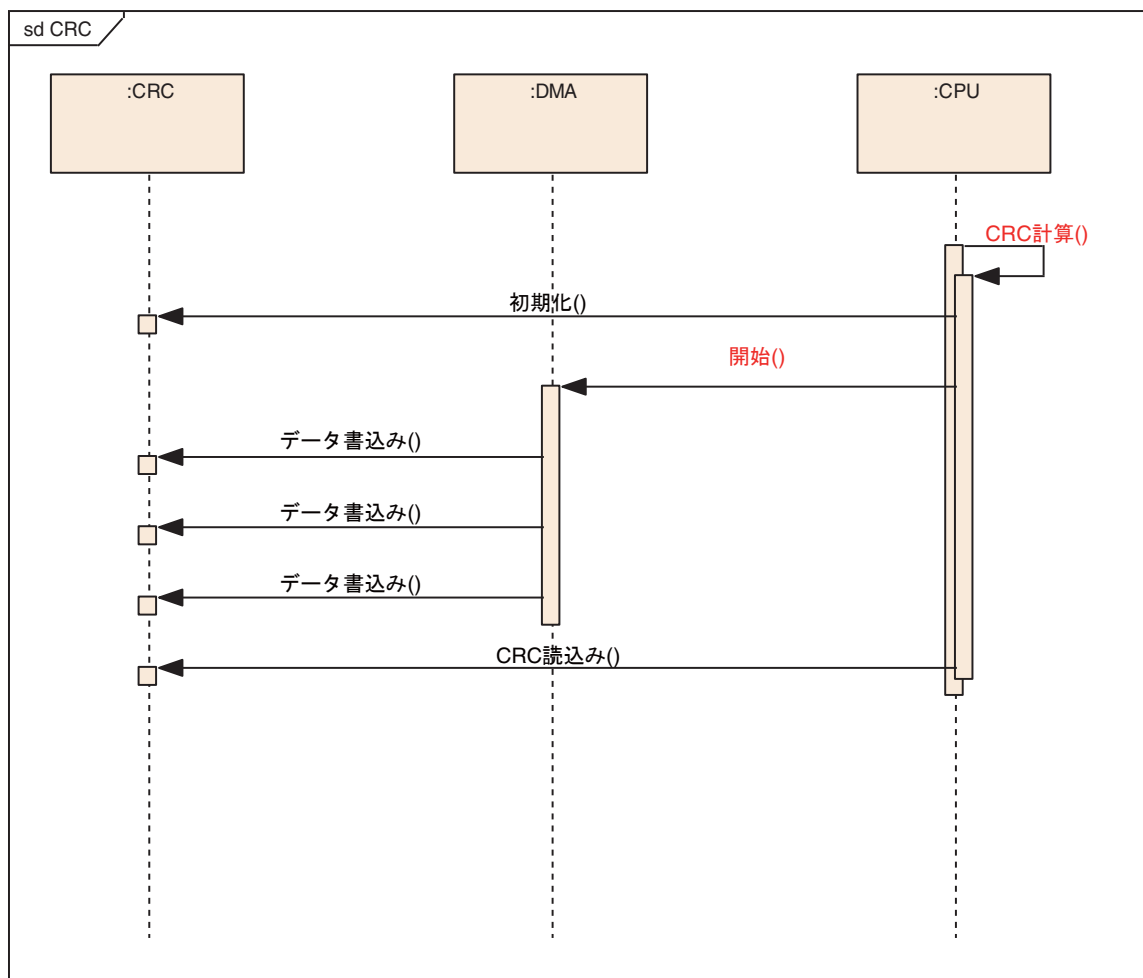 sd CRC
:CRC
:DMA
:CPU
CRC計算()
初期化()
開始()
データ書込み()
データ書込み()
データ書込み()
CRC読込み()